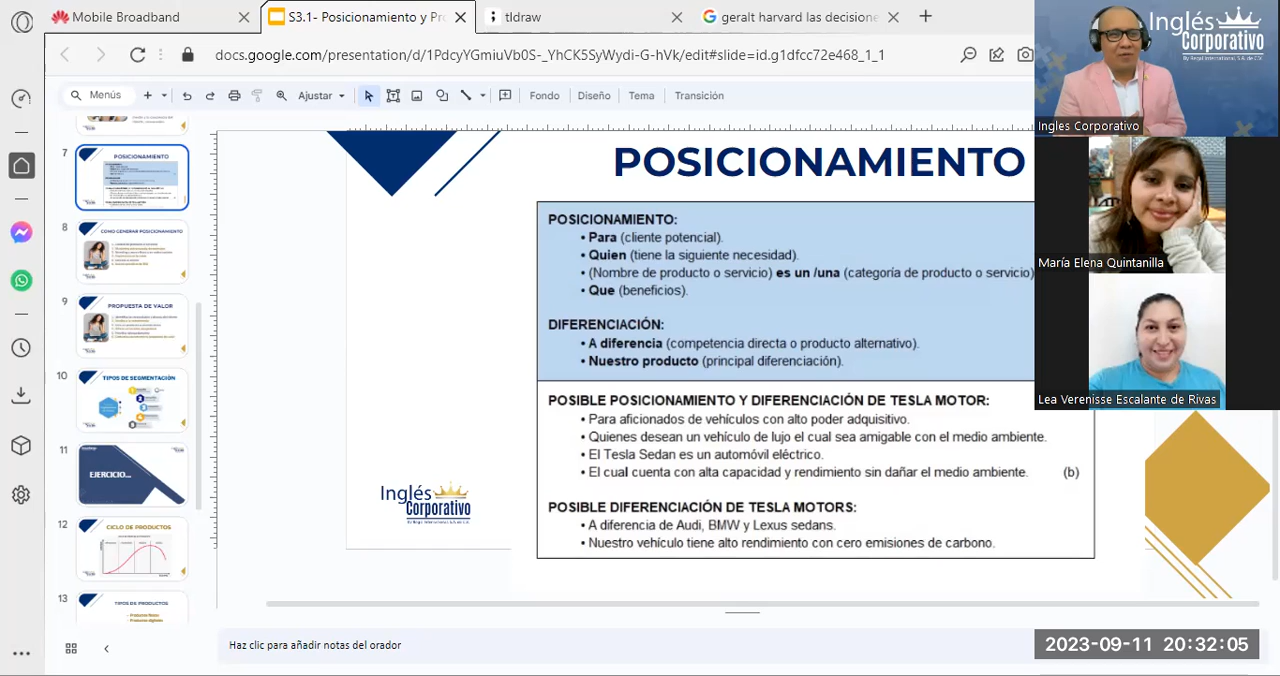 Mobile Broadband
S3.1- Posicionamiento y Pr
tldraw
geralt harvard las decisione
docs.google.com/presentation/d/1PdcyYGmiuVb0S-_YhCK5SyWydi-G-hVk/edit#slide=id.g1dfcc72e468_1_1
Menús
Ajustar
Fondo
Diseño
Tema
Transición
7
POSICIONAMIENTO
8
COMO GENERAR POSICIONAMIENTO
9
PROPUESTA DE VALOR
10
TIPOS DE SEGMENTACIÓN
11
EJERCICIO...
12
CICLO DE PRODUCTOS
13
TIPOS DE PRODUCTOS
POSICIONAMIENTO
POSICIONAMIENTO:
• Para (cliente potencial).
• Quien (tiene la siguiente necesidad).
• (Nombre de producto o servicio) es un /una (categoría de producto o servicio)
• Que (beneficios).
DIFERENCIACIÓN:
• A diferencia (competencia directa o producto alternativo).
• Nuestro producto (principal diferenciación).
POSIBLE POSICIONAMIENTO Y DIFERENCIACIÓN DE TESLA MOTOR:
• Para aficionados de vehículos con alto poder adquisitivo.
• Quienes desean un vehículo de lujo el cual sea amigable con el medio ambiente.
• El Tesla Sedan es un automóvil eléctrico.
• El cual cuenta con alta capacidad y rendimiento sin dañar el medio ambiente. (b)
POSIBLE DIFERENCIACIÓN DE TESLA MOTORS:
• A diferencia de Audi, BMW y Lexus sedans.
• Nuestro vehículo tiene alto rendimiento con cero emisiones de carbono.
Inglés
Corporativo
Haz clic para añadir notas del orador
Inglés
Corporativo
By Regal International, S.A. de C.V.
Ingles Corporativo
María Elena Quintanilla
Lea Verenisse Escalante de Rivas
2023-09-11 20:32:05